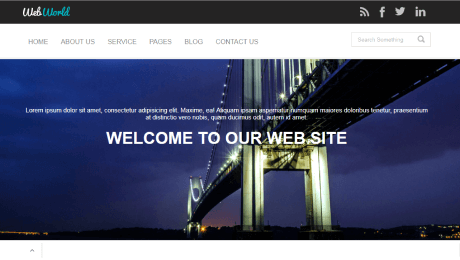 Web World
HOME ABOUT US SERVICE PAGES BLOG CONTACT US
Search Something
Lorem ipsum dolor sit amet, consectetur adipisicing elit. Maxime, ea! Aliquam ipsam aspernatur numquam maiores doloribus tenetur, praesentium
at distinctio vero nobis, quam ducimus odit, autem id amet.
WELCOME TO OUR WEB SITE